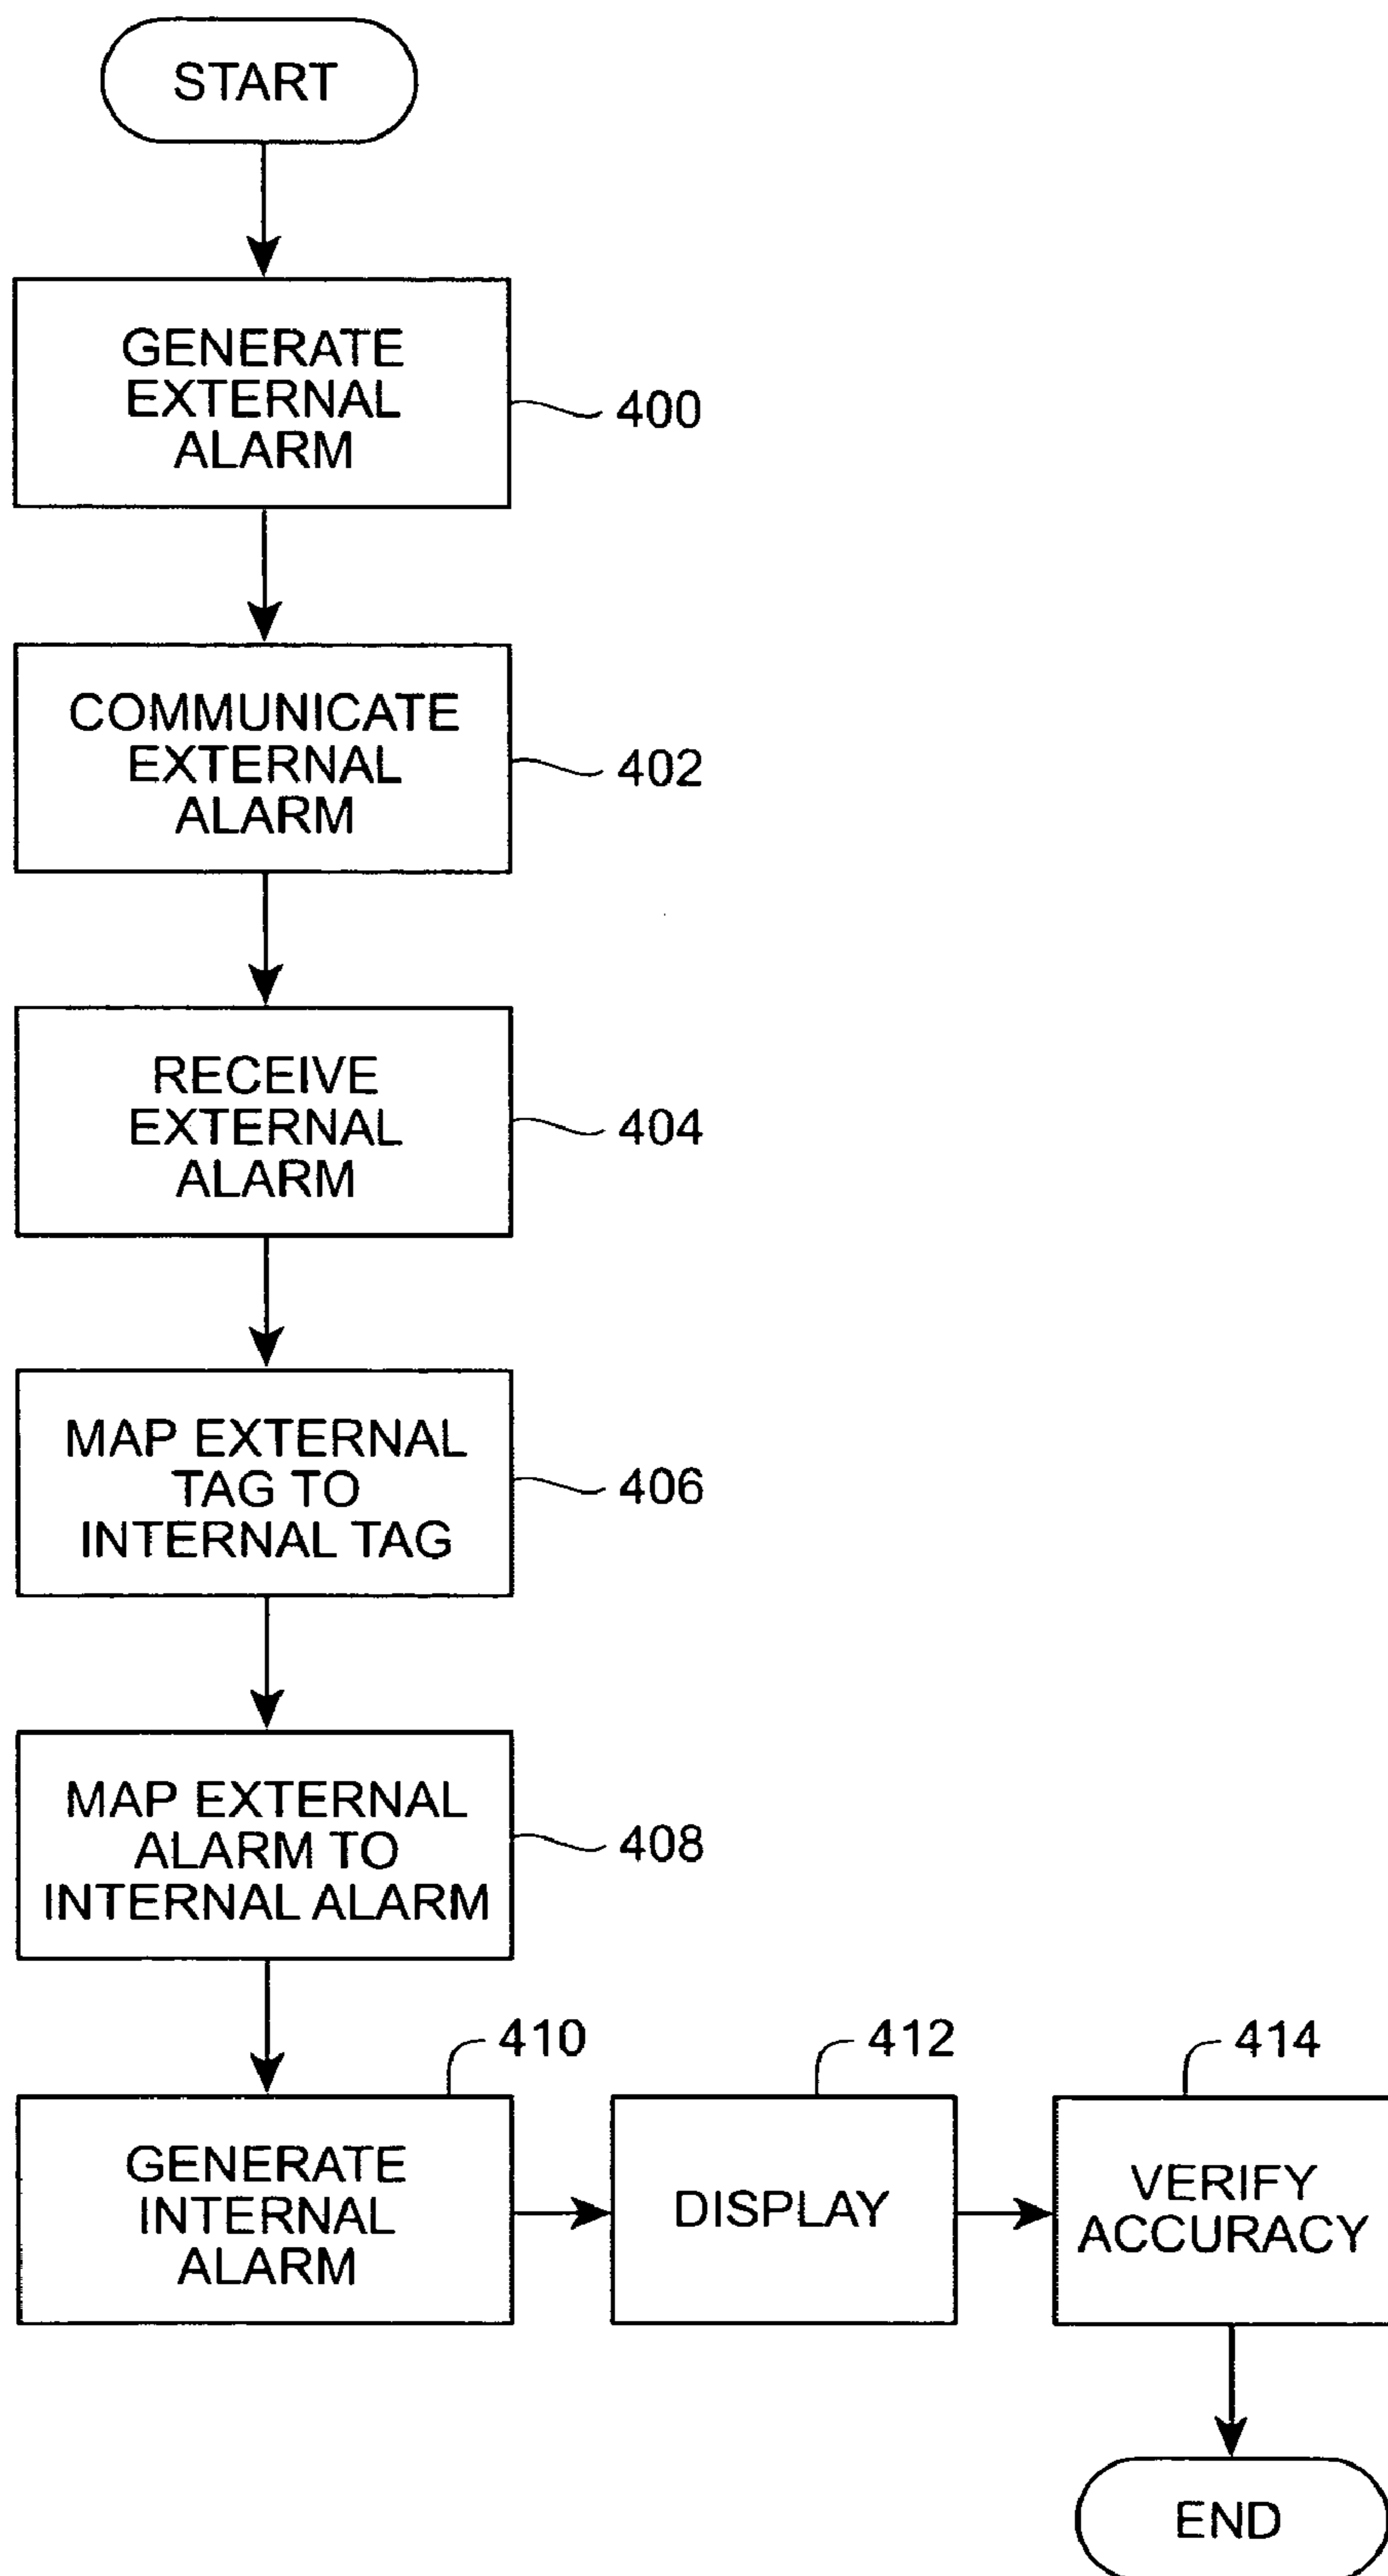 START
GENERATE
EXTERNAL
ALARM
400
COMMUNICATE
EXTERNAL
ALARM
402
RECEIVE
EXTERNAL
ALARM
404
MAP EXTERNAL
TAG TO
INTERNAL TAG
406
MAP EXTERNAL
ALARM TO
INTERNAL ALARM
408
410
GENERATE
INTERNAL
ALARM
412
DISPLAY
414
VERIFY
ACCURACY
END